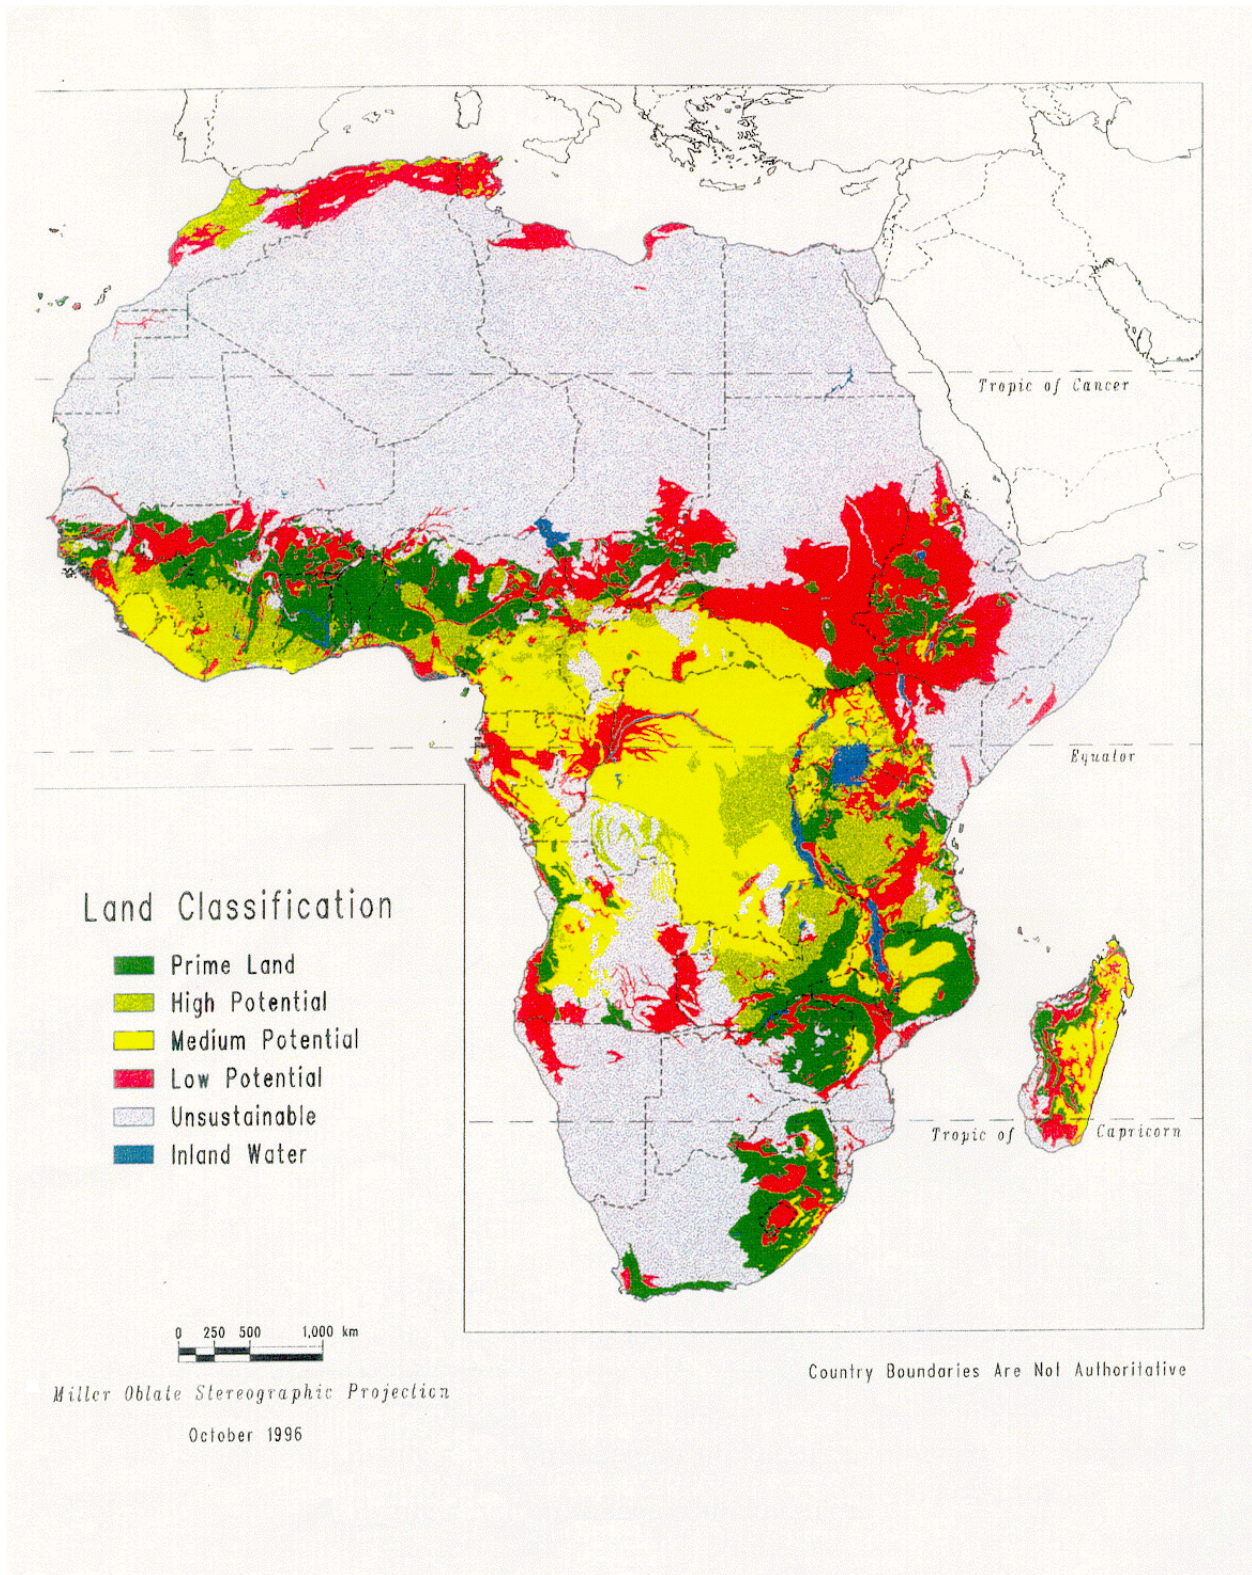 Tropic of Cancer
Equator
Land Classification
Prime Land
High Potential
Medium Potential
Low Potential
Unsustainable
Inland Water
Tropic of Capricorn
0 250 500 1,000 km
Country Boundaries Are Not Authoritative
Miller Oblate Stereographic Projection
October 1996